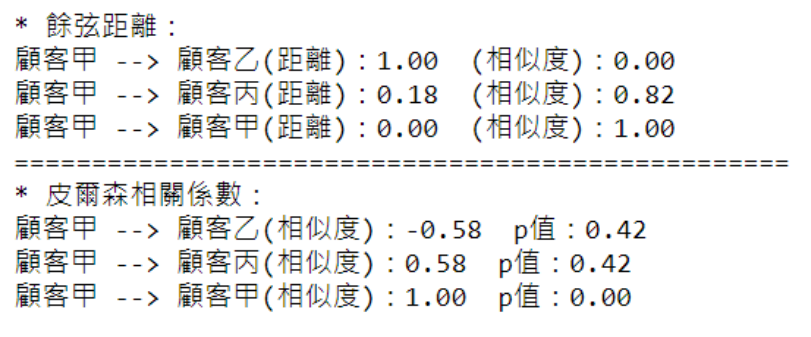 * 餘弦距離：
顧客甲 --> 顧客乙(距離)：1.00  (相似度)：0.00
顧客甲 --> 顧客丙(距離)：0.18  (相似度)：0.82
顧客甲 --> 顧客甲(距離)：0.00  (相似度)：1.00
==================================================
* 皮爾森相關係數：
顧客甲 --> 顧客乙(相似度)：-0.58  p值：0.42
顧客甲 --> 顧客丙(相似度)：0.58  p值：0.42
顧客甲 --> 顧客甲(相似度)：1.00  p值：0.00